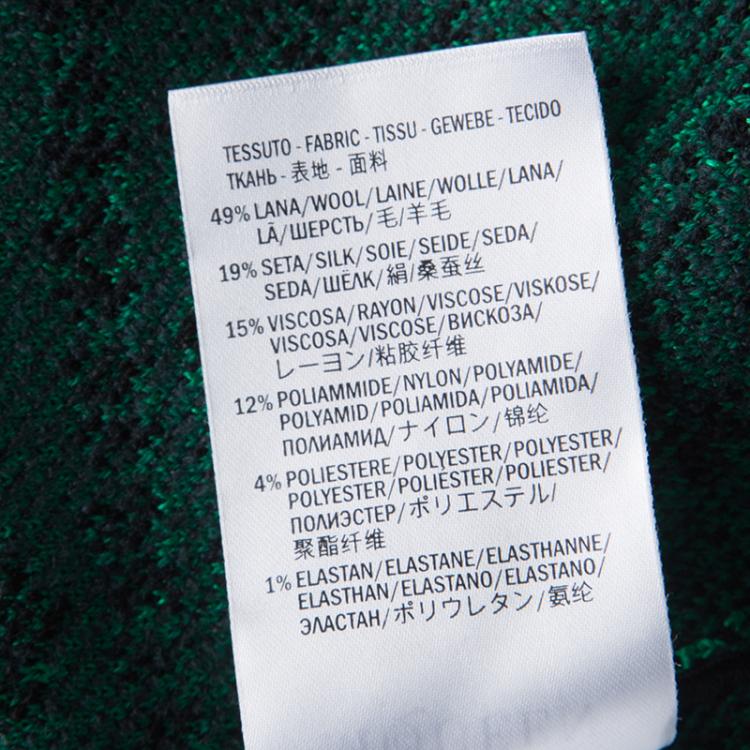 TESSUTO - FABRIC - TISSU - GEWEBE - TECIDO
ТКАНЬ - 表地 - 面料
49% LANA/WOOL/LAINE/WOLLE/LANA/
LÃ/ШЕРСТЬ/毛/羊毛
19% SETA/SILK/SOIE/SEIDE/SEDA/
SEDA/ШЁЛК/絹/桑蚕丝
15% VISCOSA/RAYON/VISCOSE/VISKOSE/
VISCOSA/VISCOSE/ВИСКОЗА/
レーヨン/粘胶纤维
12% POLIAMMIDE/NYLON/POLYAMIDE/
POLYAMID/POLIAMIDA/POLIAMIDA/
ПОЛИАМИД/ナイロン/锦纶
4% POLIESTERE/POLYESTER/POLYESTER/
POLYESTER/POLIÉSTER/POLIESTER/
ПОЛИЭСТЕР/ポリエステル/
聚酯纤维
1% ELASTAN/ELASTANE/ELASTHANNE/
ELASTHAN/ELASTANO/ELASTANO/
ЭЛАСТАН/ポリウレタン/氨纶